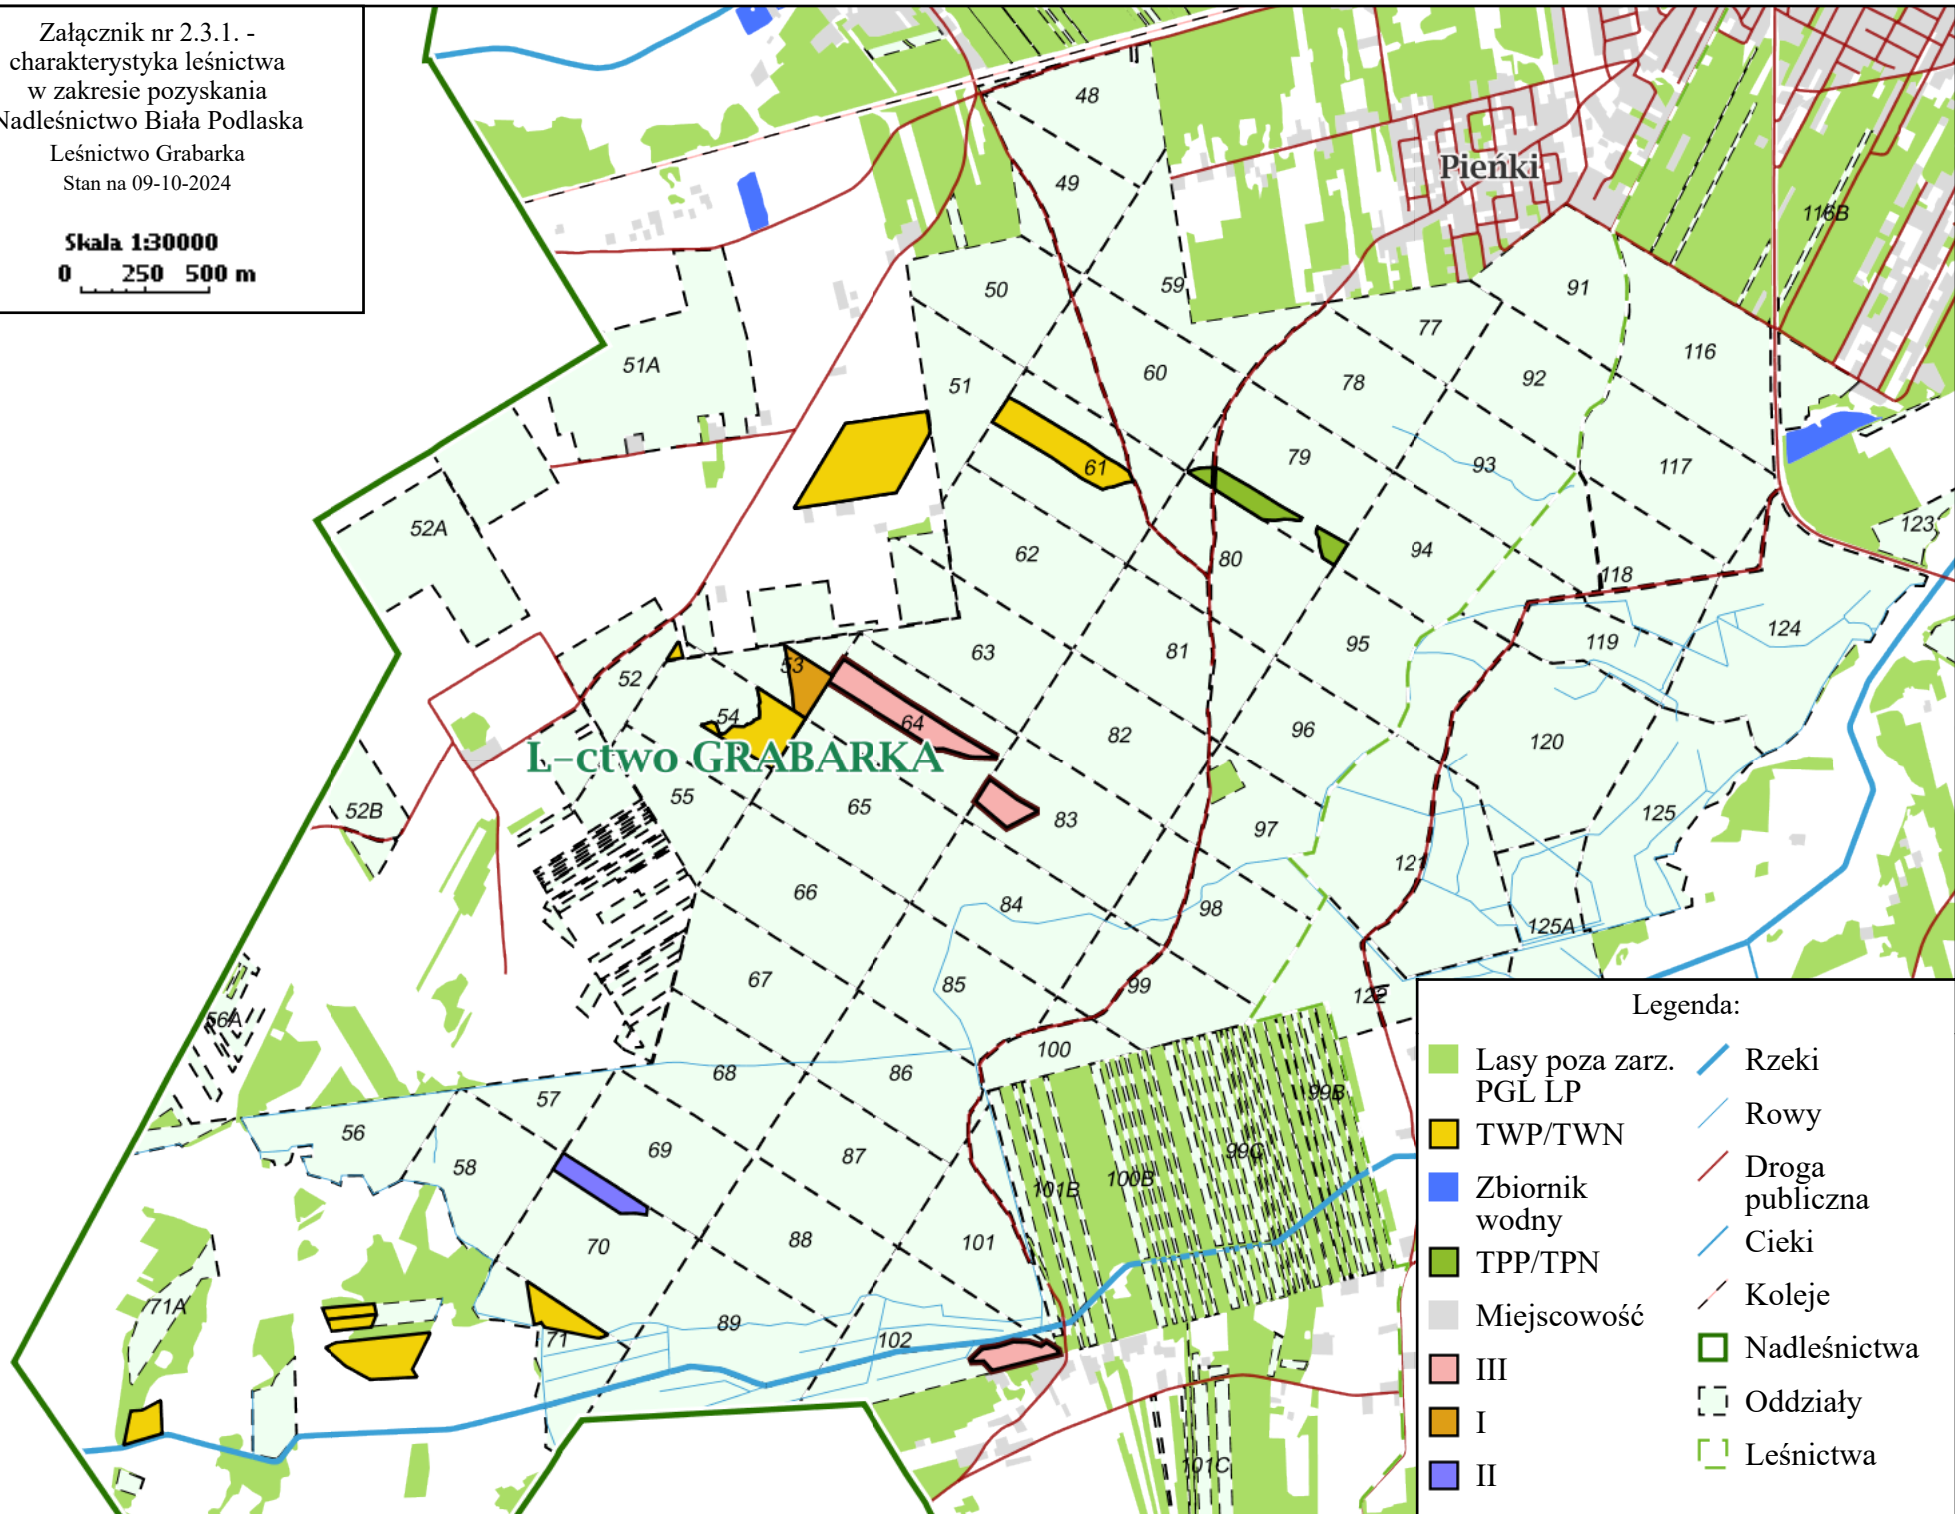 Załącznik nr 2.3.1. -
charakterystyka leśnictwa
w zakresie pozyskania
Nadleśnictwo Biała Podlaska
Leśnictwo Grabarka
Stan na 09-10-2024
Skala 1:30000
0 250 500 m
48
Pieńki
49
116B
50
59
91
77
116
51A
60
51
78
92
61
79
93
117
52A
123
62
80
94
118
53
63
81
95
119
124
52
54
64
82
96
120
L-ctwo GRABARKA
55
65
83
97
125
52B
121
66
84
98
125A
67
85
99
122
56A
100
68
86
57
99B
56
58
69
87
99C
101B
100B
70
88
101
71A
71
89
102
101C
Legenda:
Lasy poza zarz.
PGL LP
TWP/TWN
Zbiornik
wodny
TPP/TPN
Miejscowość
III
I
II
Rzeki
Rowy
Droga
publiczna
Cieki
Koleje
Nadleśnictwa
Oddziały
Leśnictwa